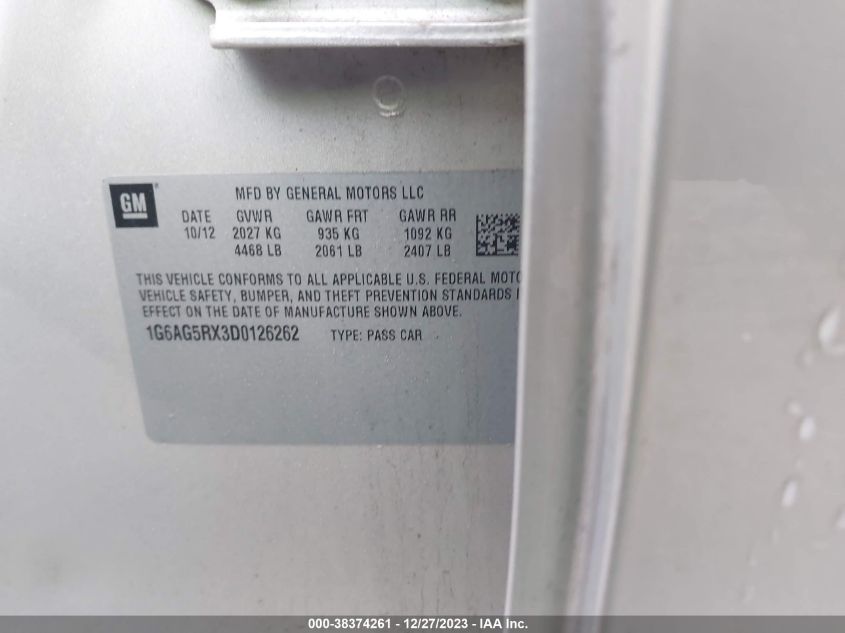 GM
MFD BY GENERAL MOTORS LLC
DATE GVWR GAWR FRT GAWR RR
10/12 2027 KG 935 KG 1092 KG
4468 LB 2061 LB 2407 LB
THIS VEHICLE CONFORMS TO ALL APPLICABLE U.S. FEDERAL MOTO
VEHICLE SAFETY, BUMPER, AND THEFT PREVENTION STANDARDS
EFFECT ON THE DATE OF MANUFACTURE SHOWN ABOVE.
1G6AG5RX3D0126262 TYPE: PASS CAR
000-38374261 - 12/27/2023 - IAA Inc.